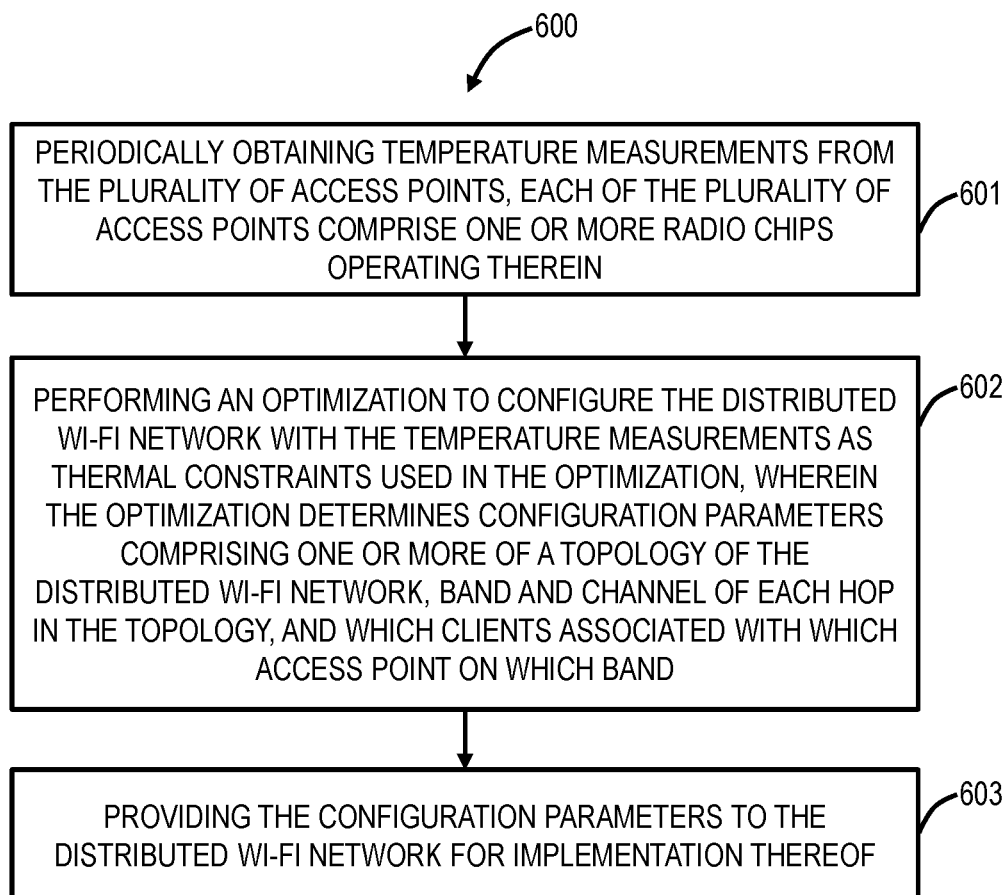 600
PERIODICALLY OBTAINING TEMPERATURE MEASUREMENTS FROM
THE PLURALITY OF ACCESS POINTS, EACH OF THE PLURALITY OF
ACCESS POINTS COMPRISE ONE OR MORE RADIO CHIPS
OPERATING THEREIN
601
PERFORMING AN OPTIMIZATION TO CONFIGURE THE DISTRIBUTED
WI-FI NETWORK WITH THE TEMPERATURE MEASUREMENTS AS
THERMAL CONSTRAINTS USED IN THE OPTIMIZATION, WHEREIN
THE OPTIMIZATION DETERMINES CONFIGURATION PARAMETERS
COMPRISING ONE OR MORE OF A TOPOLOGY OF THE
DISTRIBUTED WI-FI NETWORK, BAND AND CHANNEL OF EACH HOP
IN THE TOPOLOGY, AND WHICH CLIENTS ASSOCIATED WITH WHICH
ACCESS POINT ON WHICH BAND
602
PROVIDING THE CONFIGURATION PARAMETERS TO THE
DISTRIBUTED WI-FI NETWORK FOR IMPLEMENTATION THEREOF
603